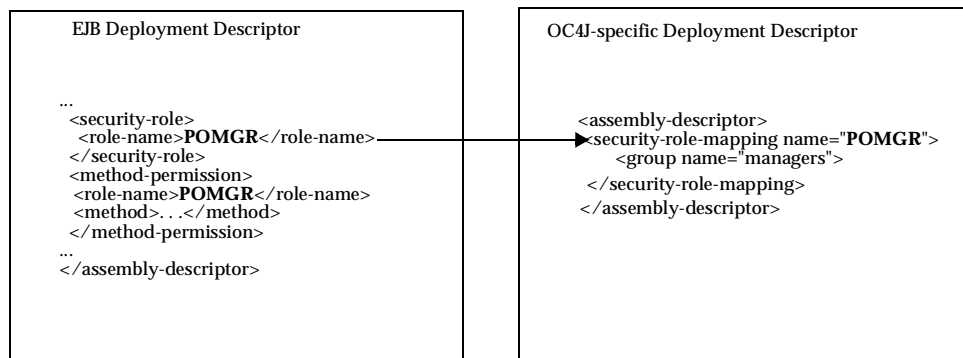 EJB Deployment Descriptor
...
<security-role>
<role-name>POMGR</role-name>
</security-role>
<method-permission>
<role-name>POMGR</role-name>
<method>. . .</method>
</method-permission>
...
</assembly-descriptor>
OC4J-specific Deployment Descriptor
<assembly-descriptor>
<security-role-mapping name="POMGR">
<group name="managers">
</security-role-mapping>
</assembly-descriptor>